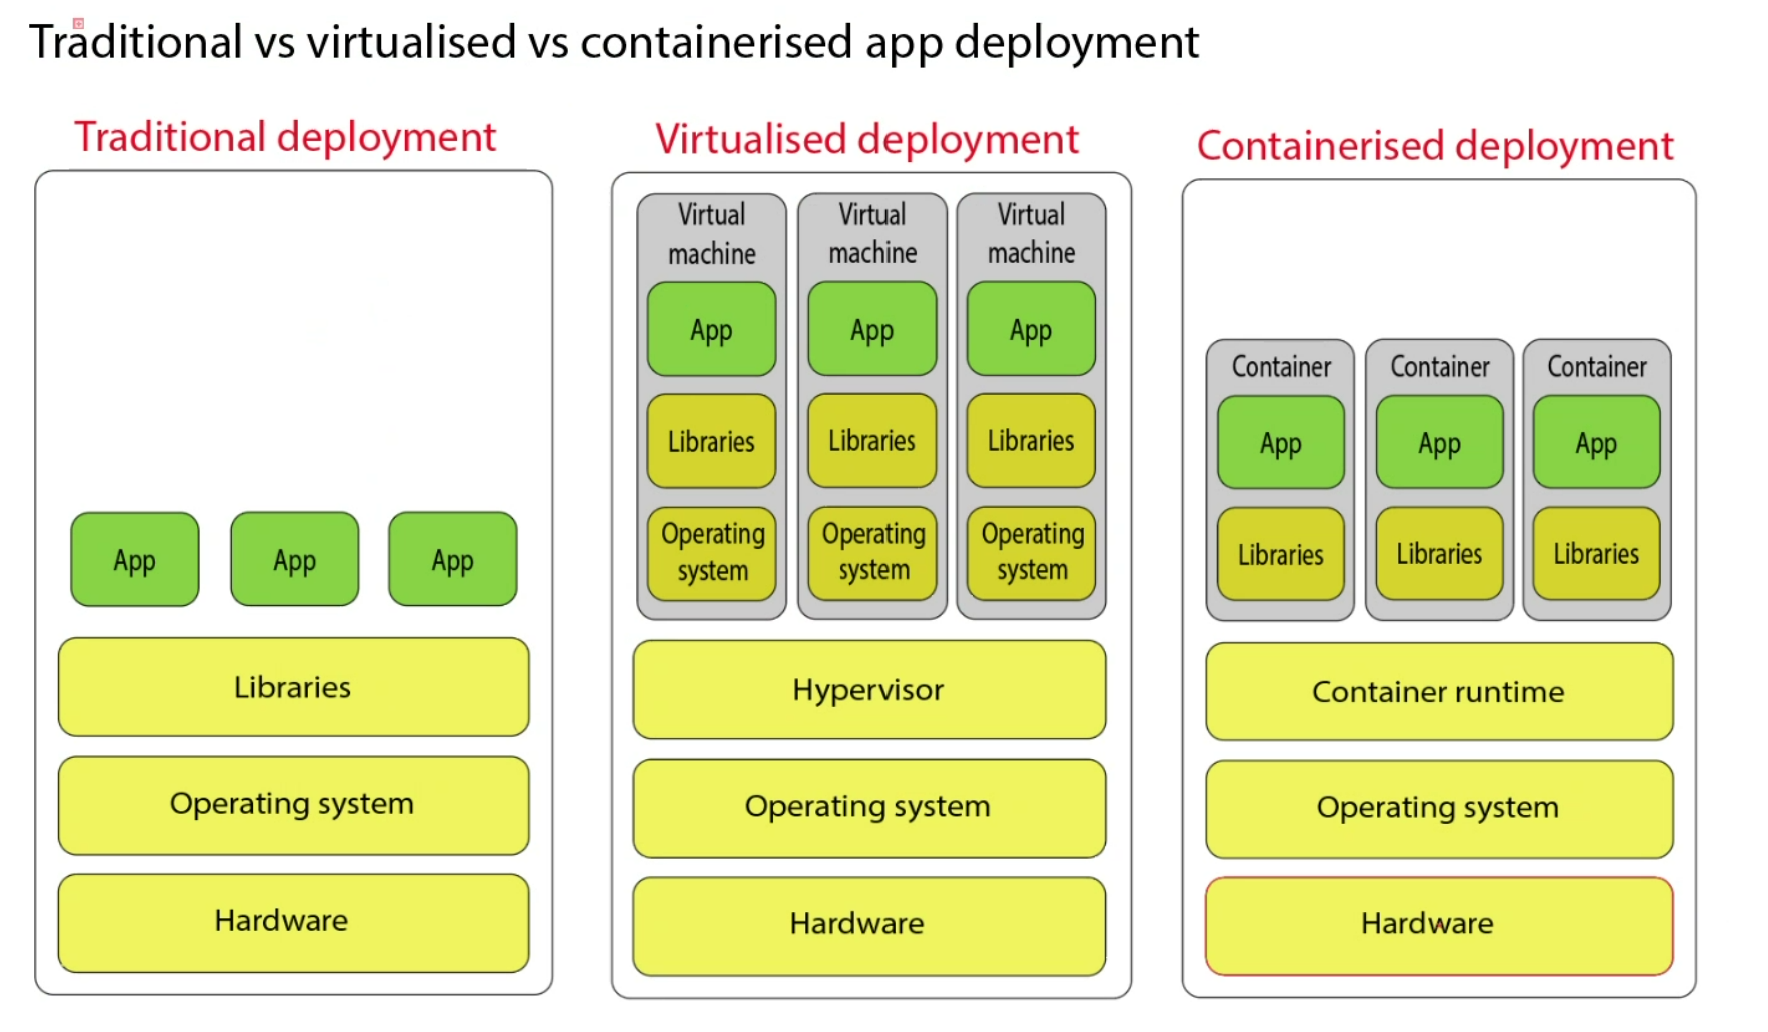 Traditional vs virtualised vs containerised app deployment
Traditional deployment
App
App
App
Libraries
Operating system
Hardware
Virtualised deployment
Virtual
machine
App
Libraries
Operating
system
Virtual
machine
App
Libraries
Operating
system
Virtual
machine
App
Libraries
Operating
system
Hypervisor
Operating system
Hardware
Containerised deployment
Container
App
Libraries
Container
App
Libraries
Container
App
Libraries
Container runtime
Operating system
Hardware